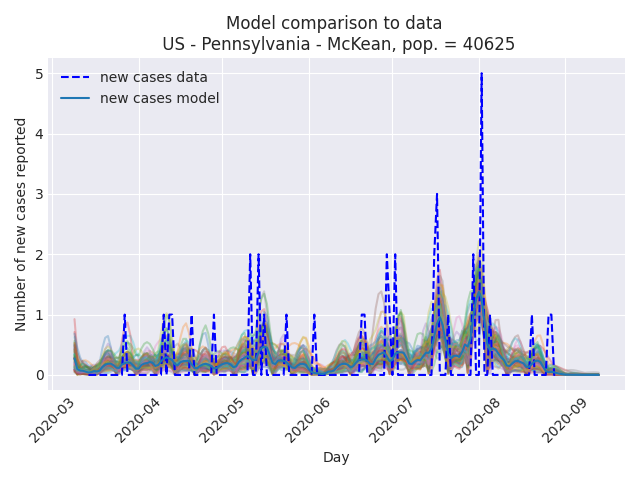 Model comparison to data
US - Pennsylvania - McKean, pop. = 40625
new cases data
new cases model
Number of new cases reported
5
4
3
2
1
0
2020-03
2020-04
2020-05
2020-06
2020-07
2020-08
2020-09
Day